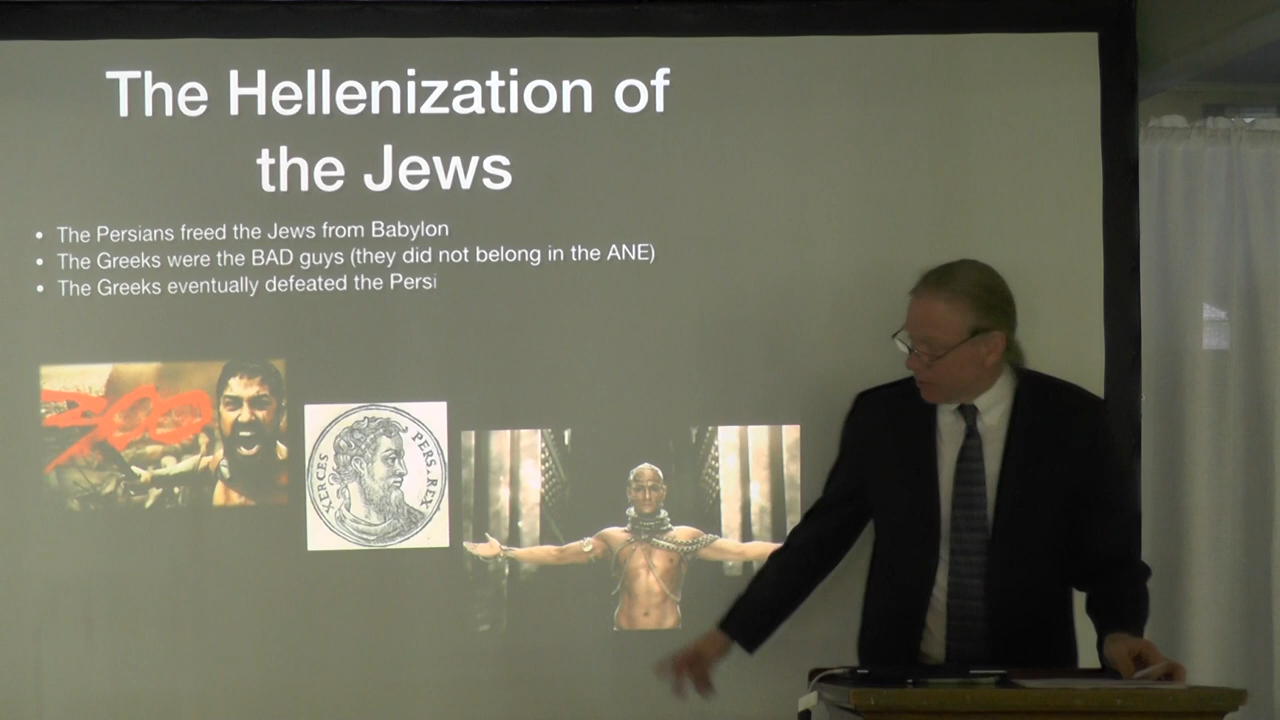 The Hellenization of
the Jews
• The Persians freed the Jews from Babylon
• The Greeks were the BAD guys (they did not belong in the ANE)
• The Greeks eventually defeated the Persi
300
XERCES PERS. REX